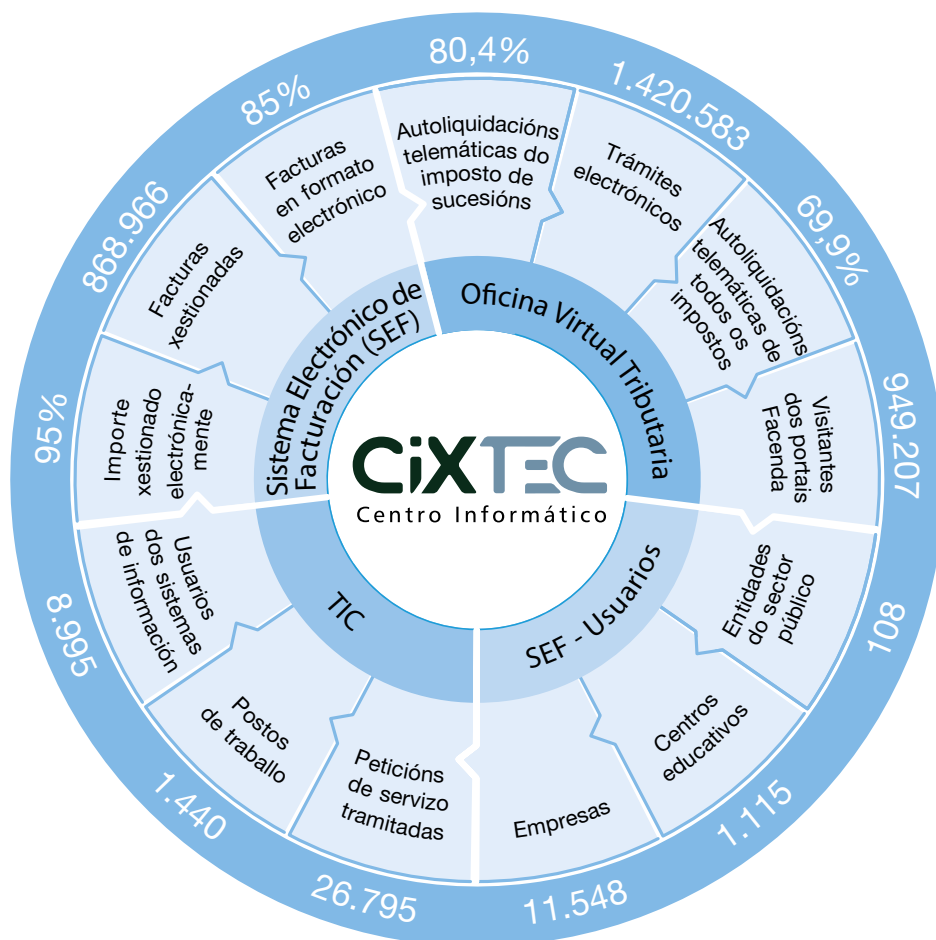 80,4%
Autoliquidacións
telemáticas do
imposto de
sucesións
1.420.583
Trámites
electrónicos
69,9%
Autoliquidacións
telemáticas de
todos os
impostos
949.207
Visitantes
dos portais
Facenda
Oficina Virtual Tributaria
108
Entidades
do sector
público
1.115
Centros
educativos
11.548
Empresas
SEF - Usuarios
26.795
Peticións
de servizo
tramitadas
1.440
Postos
de traballo
8.995
Usuarios
dos sistemas
de información
TIC
95%
Importe
xestionado
electrónica-
mente
868.966
Facturas
xestionadas
85%
Facturas
en formato
electrónico
Sistema Electrónico de
Facturación (SEF)
CiXTEC
Centro Informático